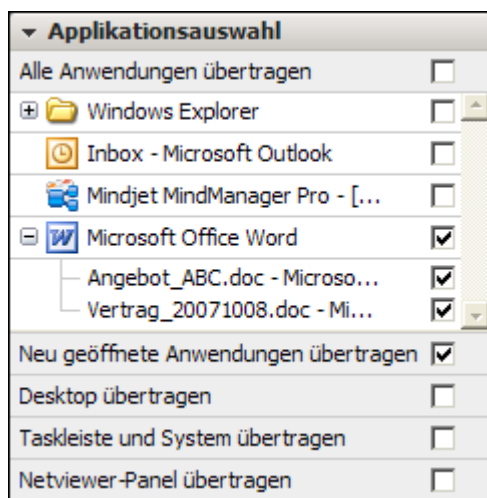 Applikationsauswahl
Alle Anwendungen übertragen
Windows Explorer
Inbox - Microsoft Outlook
Mindjet MindManager Pro - [...
Microsoft Office Word
Angebot_ABC.doc - Microso...
Vertrag_20071008.doc - Mi...
Neu geöffnete Anwendungen übertragen
Desktop übertragen
Taskleiste und System übertragen
Netviewer-Panel übertragen